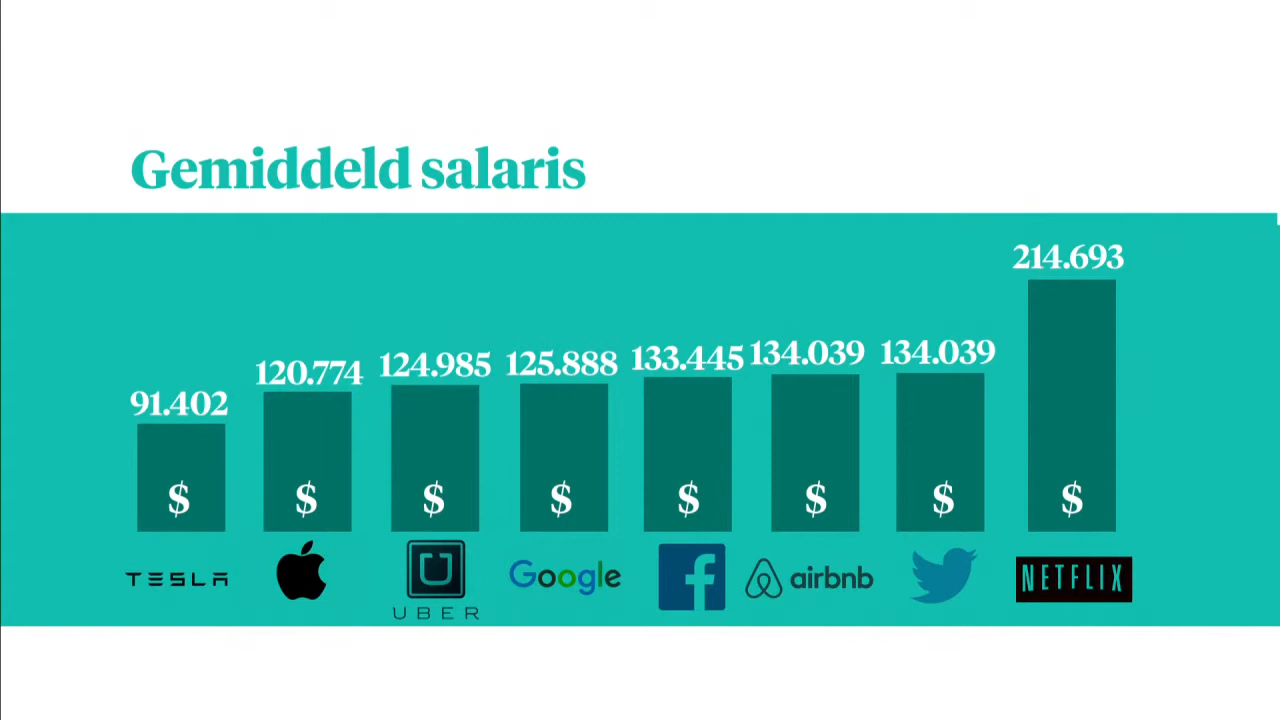 Gemiddeld salaris
214.693
91.402
120.774
124.985
125.888
133.445
134.039
134.039
$ $ $ $ $ $ $ $
TESLA
UBER
Google
f
airbnb
NETFLIX